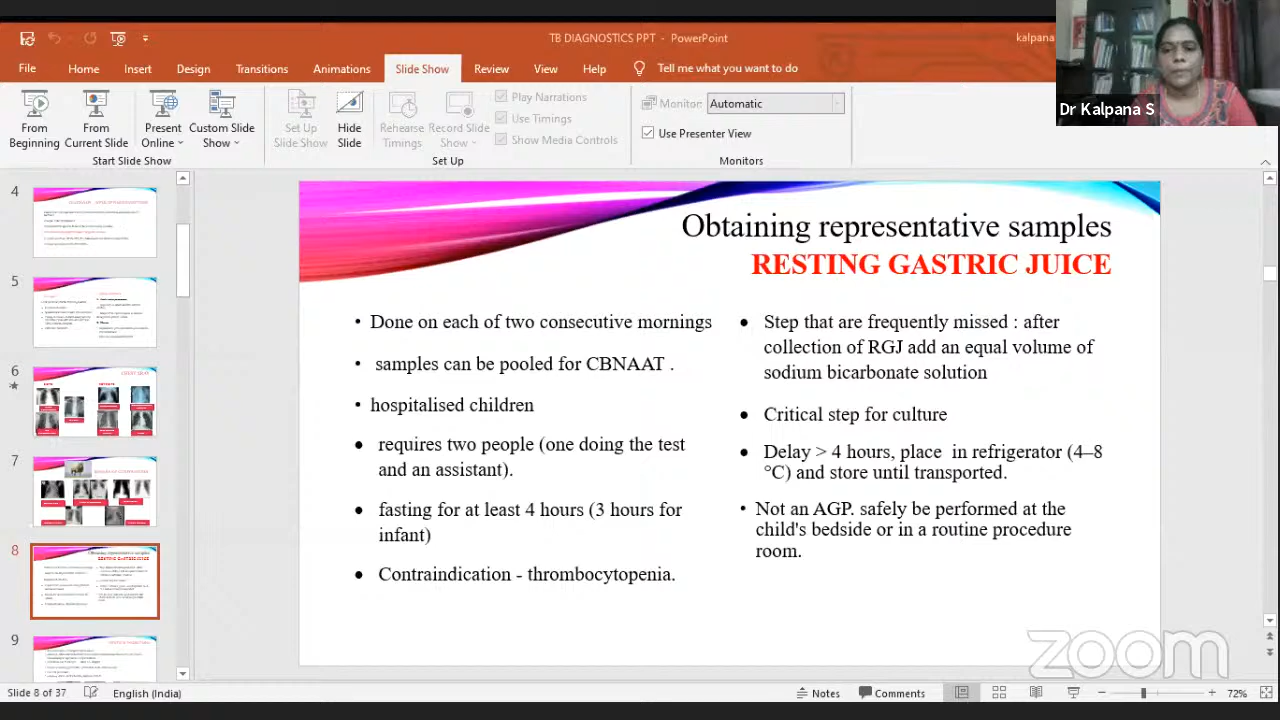 TB DIAGNOSTICS PPT - PowerPoint
kalpana
File Home Insert Design Transitions Animations Slide Show Review View Help Tell me what you want to do
Dr Kalpana S
From Beginning
From Current Slide
Present Online
Custom Slide Show
Start Slide Show
Set Up Slide Show
Hide Slide
Rehearse Timings
Record Slide Show
Play Narrations
Use Timings
Show Media Controls
Set Up
Monitor: Automatic
Use Presenter View
Monitors
4
5
6
8
9
Obtaining representative samples
RESTING GASTRIC JUICE
• Done on each of two consecutive mornings
• samples can be pooled for CBNAAT .
• hospitalised children
● requires two people (one doing the test
and an assistant).
● fasting for at least 4 hours (3 hours for
infant)
● Contraindication - thrombocytopenia.
• Step that are frequently missed : after
collection of RGJ add an equal volume of
sodium bicarbonate solution
● Critical step for culture
● Delay > 4 hours, place in refrigerator (4–8
°C) and store until transported.
• Not an AGP. safely be performed at the
child's bedside or in a routine procedure
room.
zoom
Slide 8 of 37 English (India) Notes Comments 72%